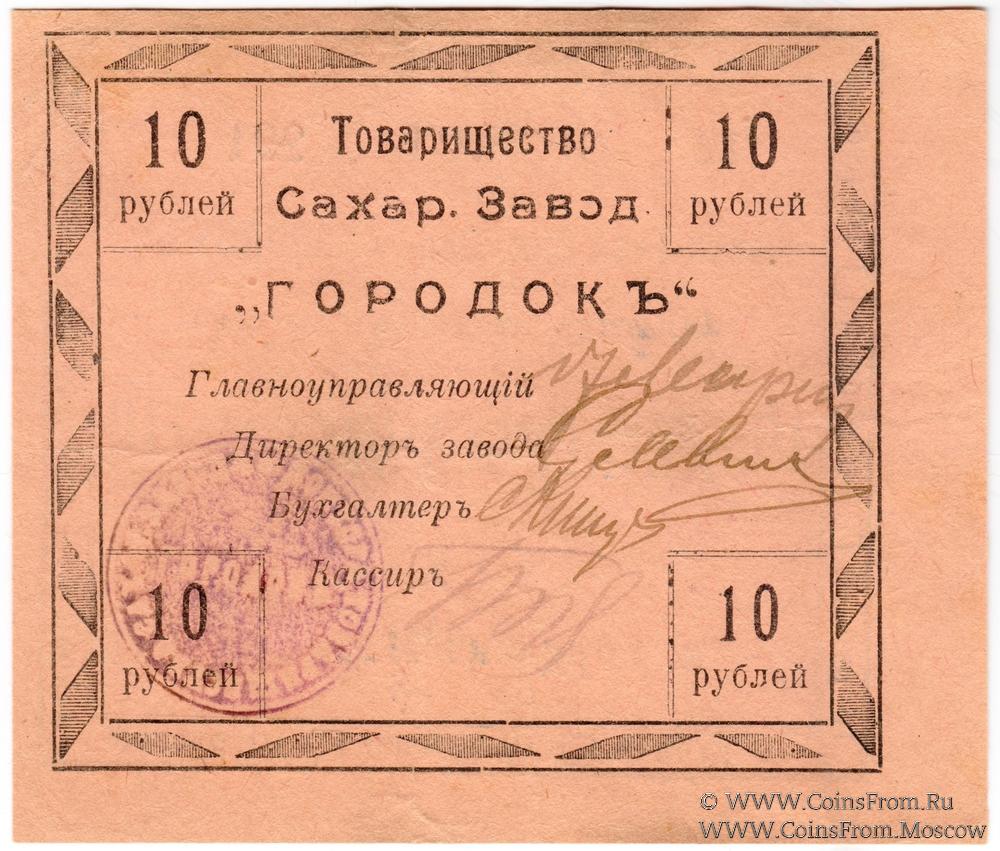 10
рублей
Товарищество
Сахар. Завод
10
рублей
„ГОРОДОКЪ“
Главноуправляющій
Директоръ завода
Бухгалтеръ
Кассиръ
10
рублей
10
рублей
© WWW.CoinsFrom.Ru
WWW.CoinsFrom.Moscow